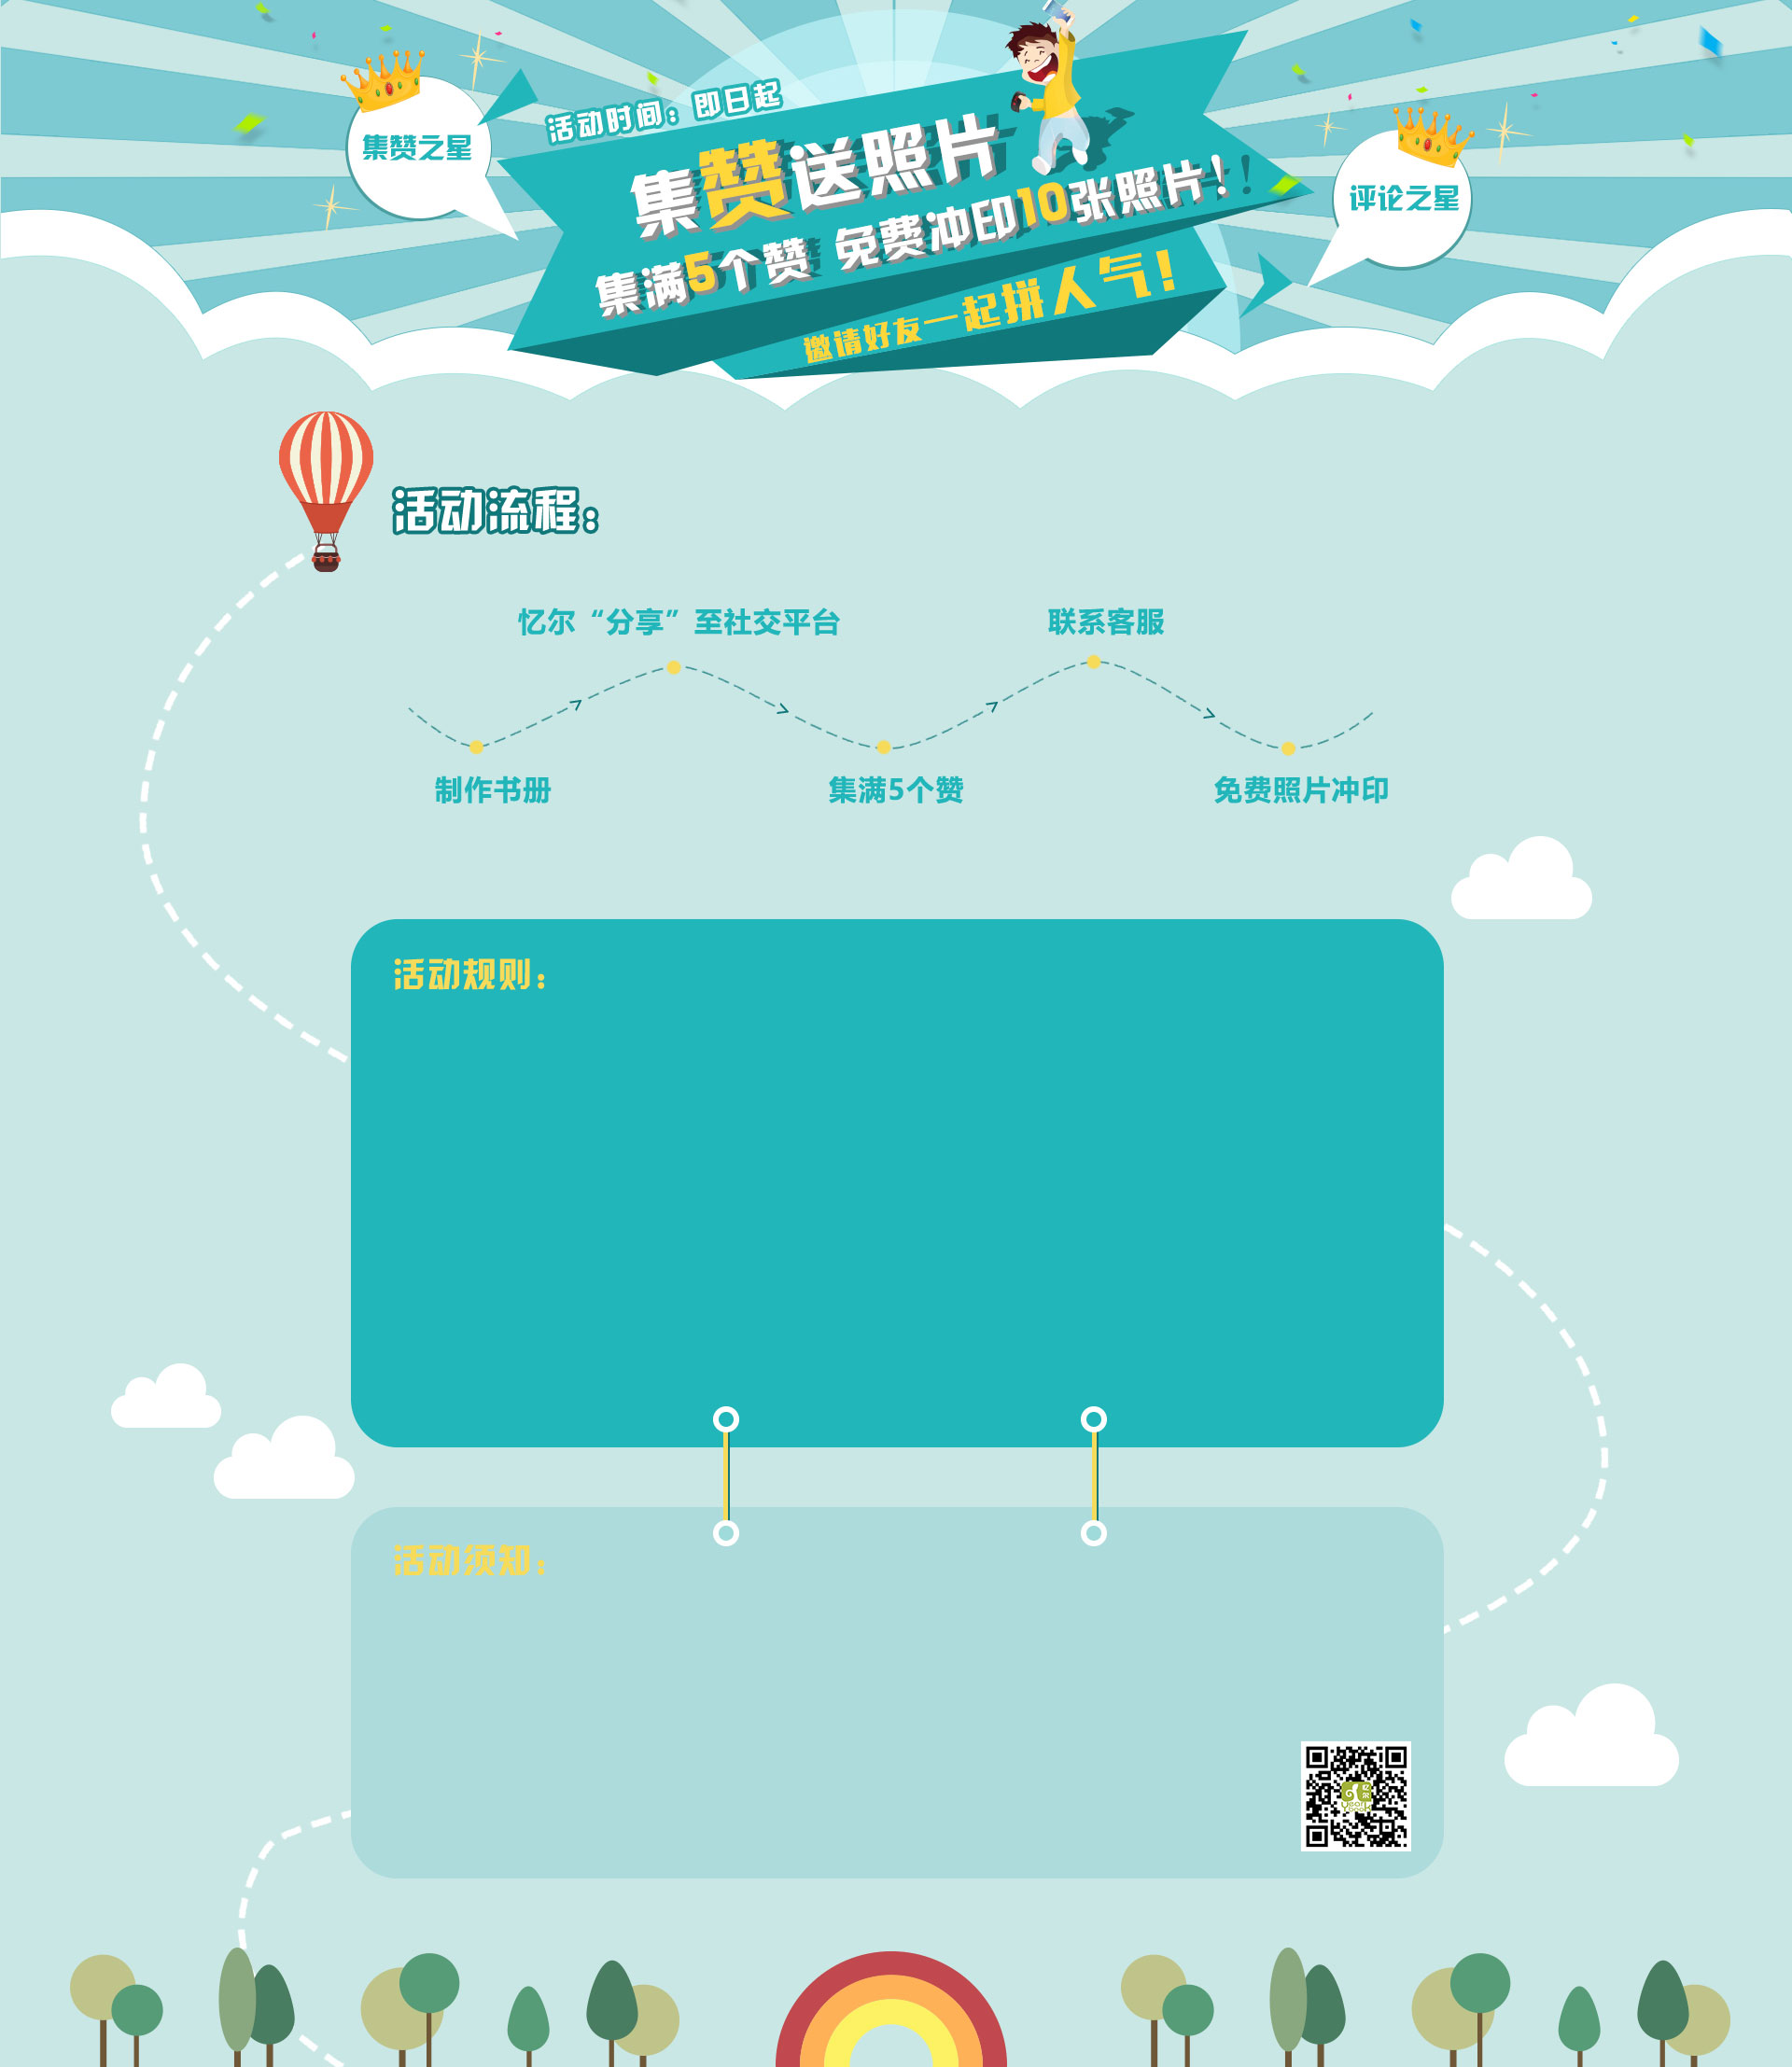 活动时间：即日起
集赞之星
集赞送照片
评论之星
集满5个赞 免费冲印10张照片！
邀请好友一起拼人气！
活动流程：
忆尔“分享”至社交平台
联系客服
制作书册
集满5个赞
免费照片冲印
活动规则：
活动须知：